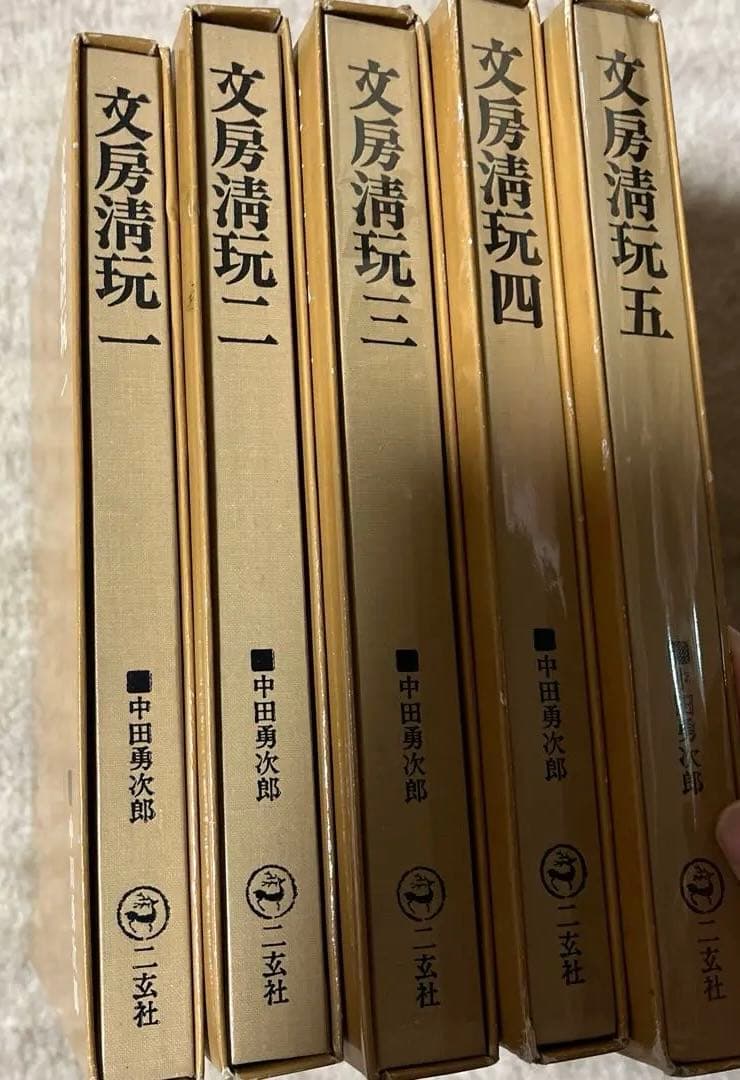 文房清玩 一
■中田勇次郎
二玄社
文房清玩 二
■中田勇次郎
二玄社
文房清玩 三
■中田勇次郎
二玄社
文房清玩 四
■中田勇次郎
二玄社
文房清玩 五
■中田勇次郎
二玄社